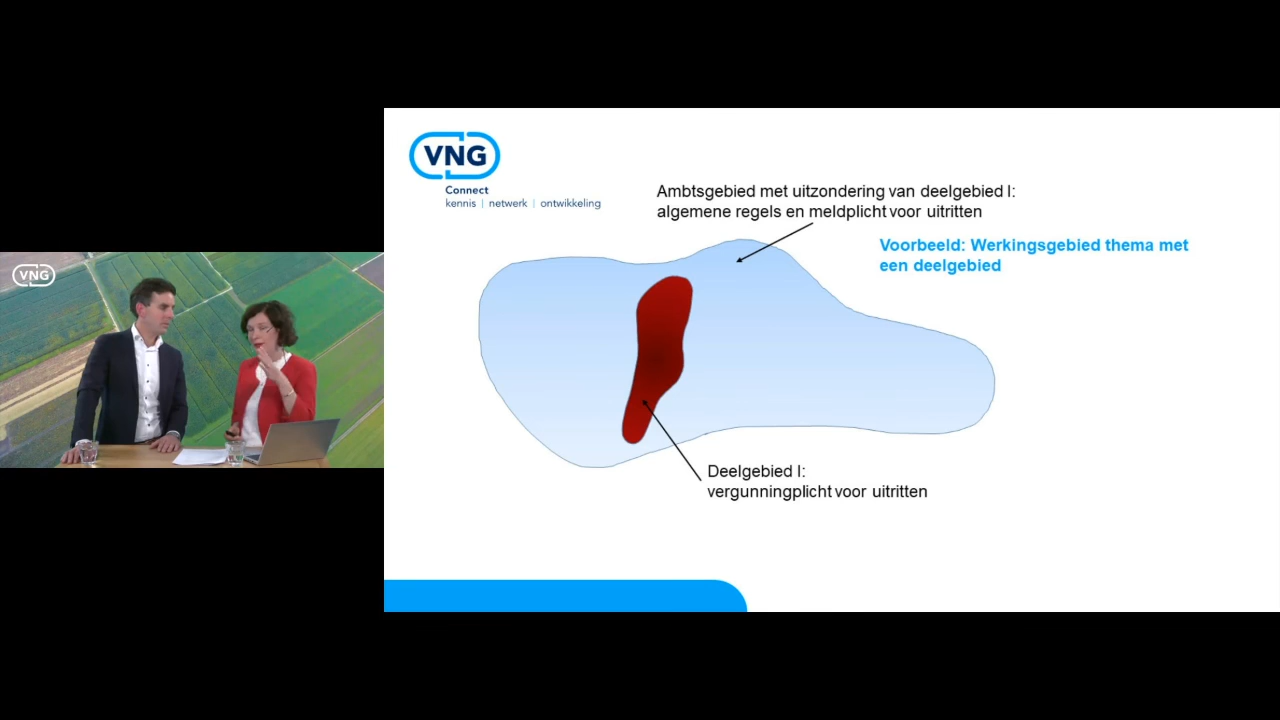 VNG
VNG
Connect
kennis | netwerk | ontwikkeling
Ambtsgebied met uitzondering van deelgebied I:
algemene regels en meldplicht voor uitritten
Voorbeeld: Werkingsgebied thema met
een deelgebied
Deelgebied I:
vergunningplicht voor uitritten